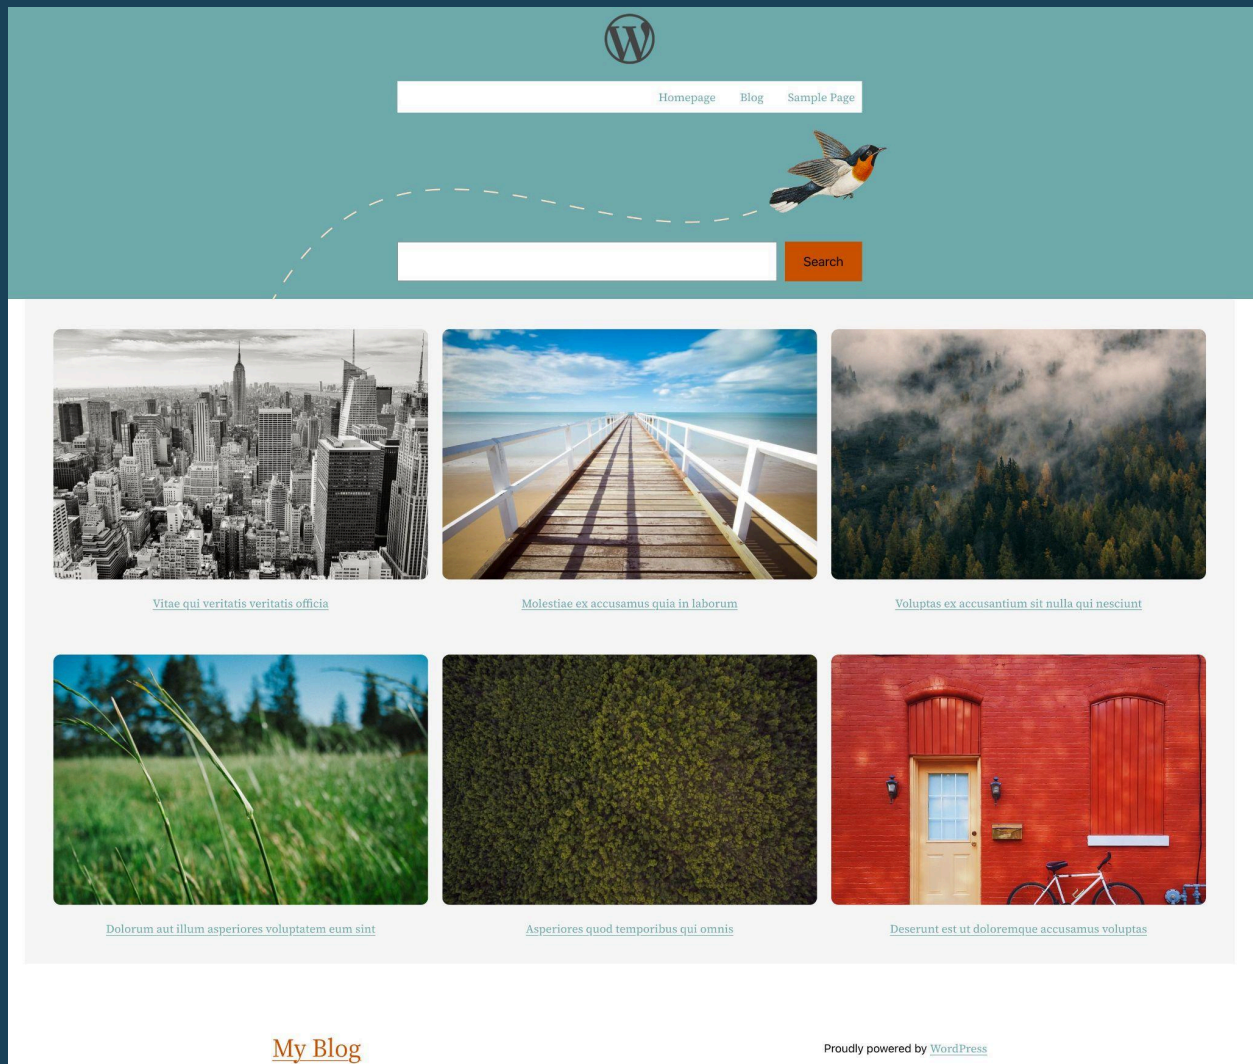 Homepage Blog Sample Page
Search
Vitae qui veritatis veritatis officia
Molestiae ex accusamus quia in laborum
Voluptas ex accusantium sit nulla qui nesciunt
Dolorum aut illum asperiores voluptatem eum sint
Asperiores quod temporibus qui omnis
Deserunt est ut doloremque accusamus voluptas
My Blog
Proudly powered by WordPress